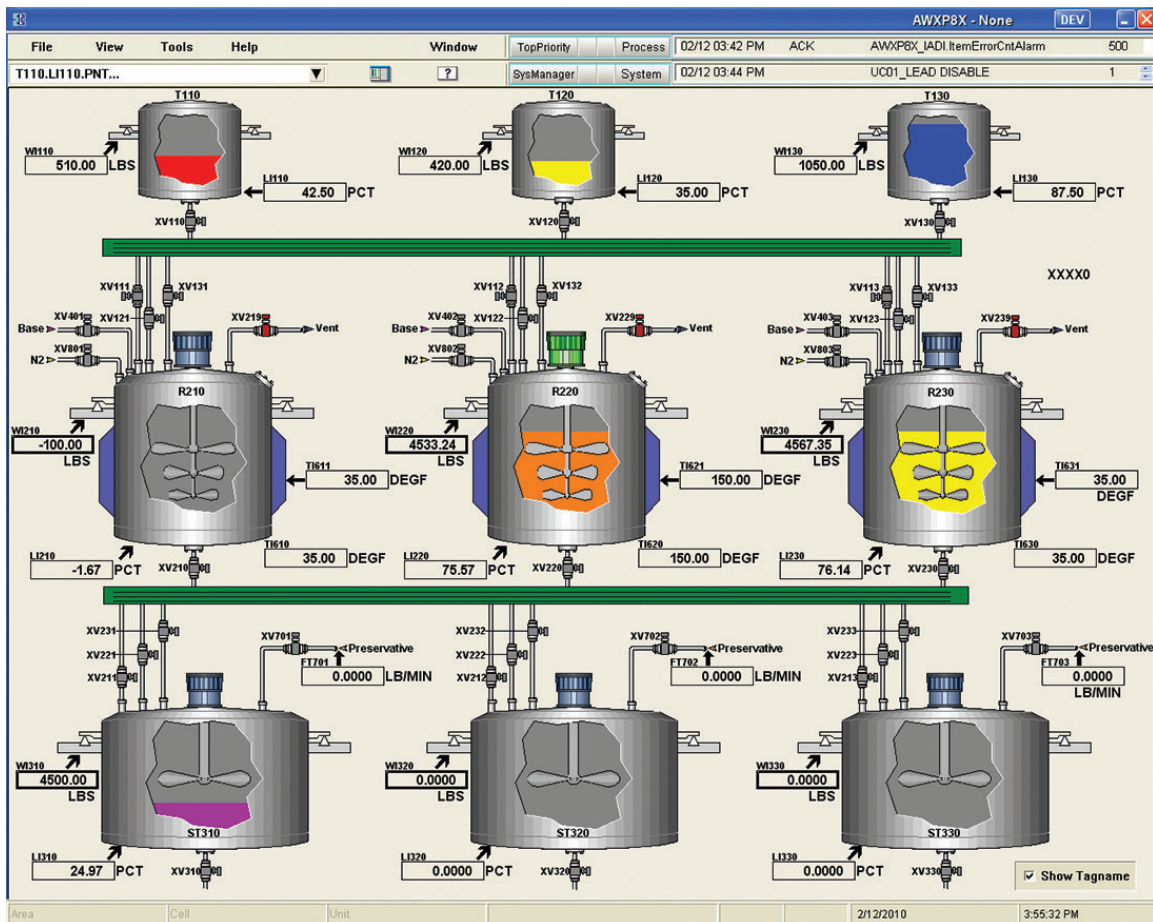 AWXP8X - None DEV
File View Tools Help Window TopPriority Process 02/12 03:42 PM ACK AWXP8X_IADI.ItemErrorCntAlarm 500
T110.LI110.PNT... ? SysManager System 02/12 03:44 PM UC01_LEAD DISABLE 1
T110 T120 T130
WI110 WI120 WI130
510.00 LBS 420.00 LBS 1050.00 LBS
LI110 LI120 LI130
42.50 PCT 35.00 PCT 87.50 PCT
XV110 XV120 XV130
XXXX0
XV111 XV131 XV112 XV132 XV113 XV133
XV401 XV121 XV219 XV402 XV122 XV229 XV403 XV123 XV239
Base Vent Base Vent Base Vent
XV801 XV802 XV803
N2 N2 N2
R210 R220 R230
WI210 WI220 WI230
-100.00 LBS 4533.24 LBS 4567.35 LBS
TI611 TI621 TI631
35.00 DEGF 150.00 DEGF 35.00 DEGF
TI610 TI620 TI630
35.00 DEGF 150.00 DEGF 35.00 DEGF
LI210 LI220 LI230
-1.67 PCT 75.57 PCT 76.14 PCT
XV210 XV220 XV230
XV231 XV232 XV233
XV701 XV702 XV703
Preservative Preservative Preservative
XV221 XV222 XV223
FT701 FT702 FT703
0.0000 LB/MIN 0.0000 LB/MIN 0.0000 LB/MIN
XV211 XV212 XV213
WI310 WI320 WI330
4500.00 LBS 0.0000 LBS 0.0000 LBS
ST310 ST320 ST330
LI310 LI320 LI330
24.97 PCT 0.0000 PCT 0.0000 PCT
XV310 XV320 XV330
Show Tagname
Area Cell Unit 2/12/2010 3:55:32 PM